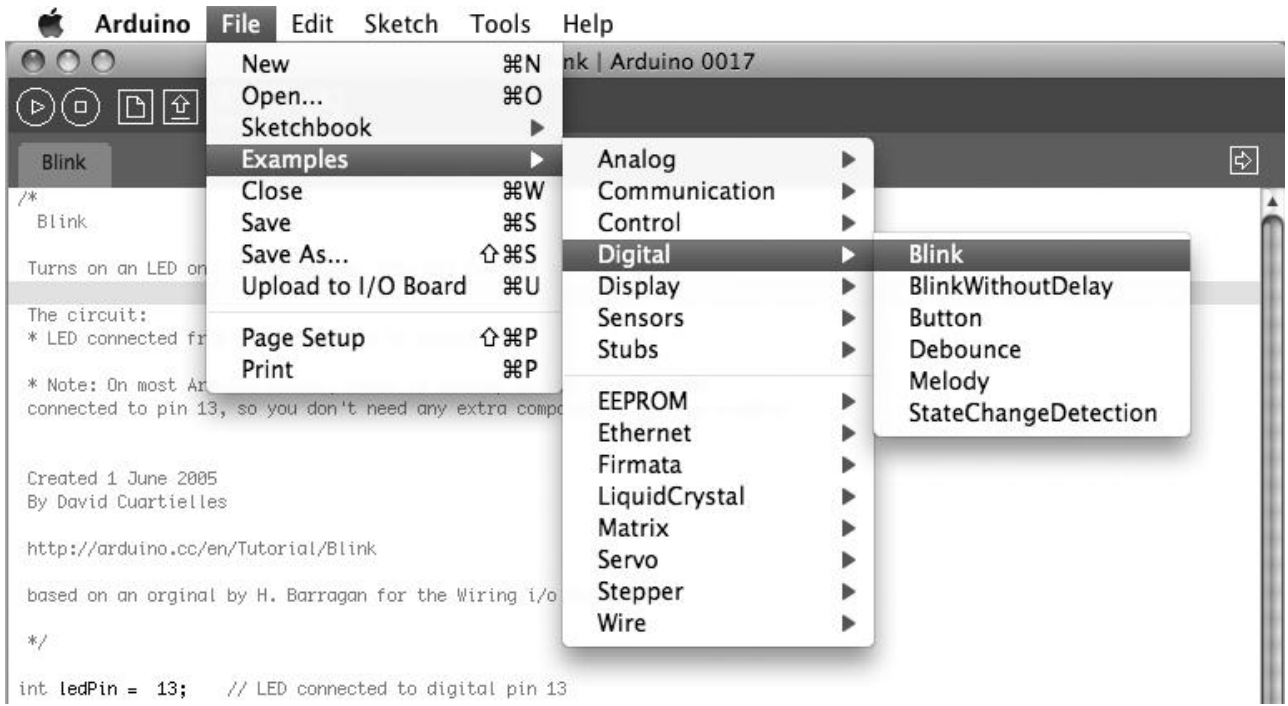 Arduino File Edit Sketch Tools Help
nk | Arduino 0017
New ⌘N
Open... ⌘O
Sketchbook
Examples
Close ⌘W
Save ⌘S
Save As... ⇧⌘S
Upload to I/O Board ⌘U
Page Setup ⇧⌘P
Print ⌘P
Analog
Communication
Control
Digital
Display
Sensors
Stubs
EEPROM
Ethernet
Firmata
LiquidCrystal
Matrix
Servo
Stepper
Wire
Blink
BlinkWithoutDelay
Button
Debounce
Melody
StateChangeDetection
Blink
/*
Blink
Turns on an LED on
The circuit:
* LED connected fr
* Note: On most Ar
connected to pin 13, so you don't need any extra compo
Created 1 June 2005
By David Cuartielles
http://arduino.cc/en/Tutorial/Blink
based on an orginal by H. Barragan for the Wiring i/o
*/
int ledPin = 13; // LED connected to digital pin 13